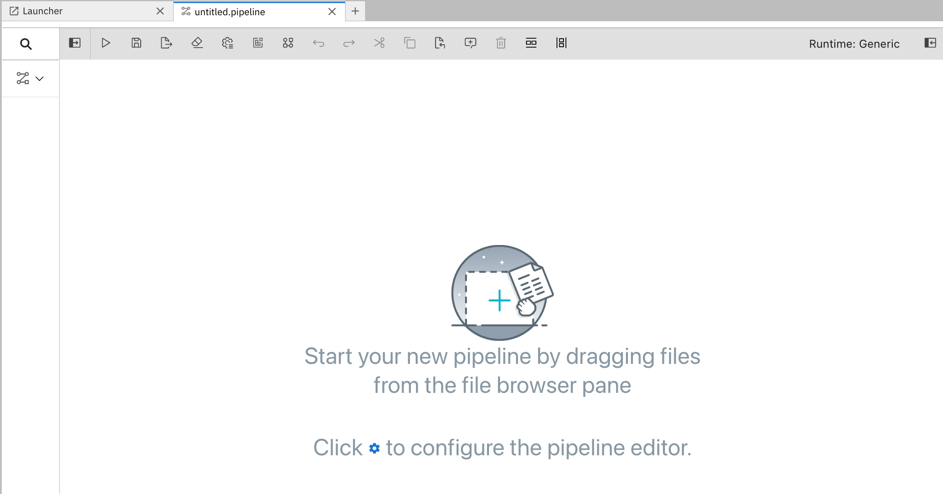 Launcher
untitled.pipeline
Runtime: Generic
Start your new pipeline by dragging files
from the file browser pane
Click to configure the pipeline editor.